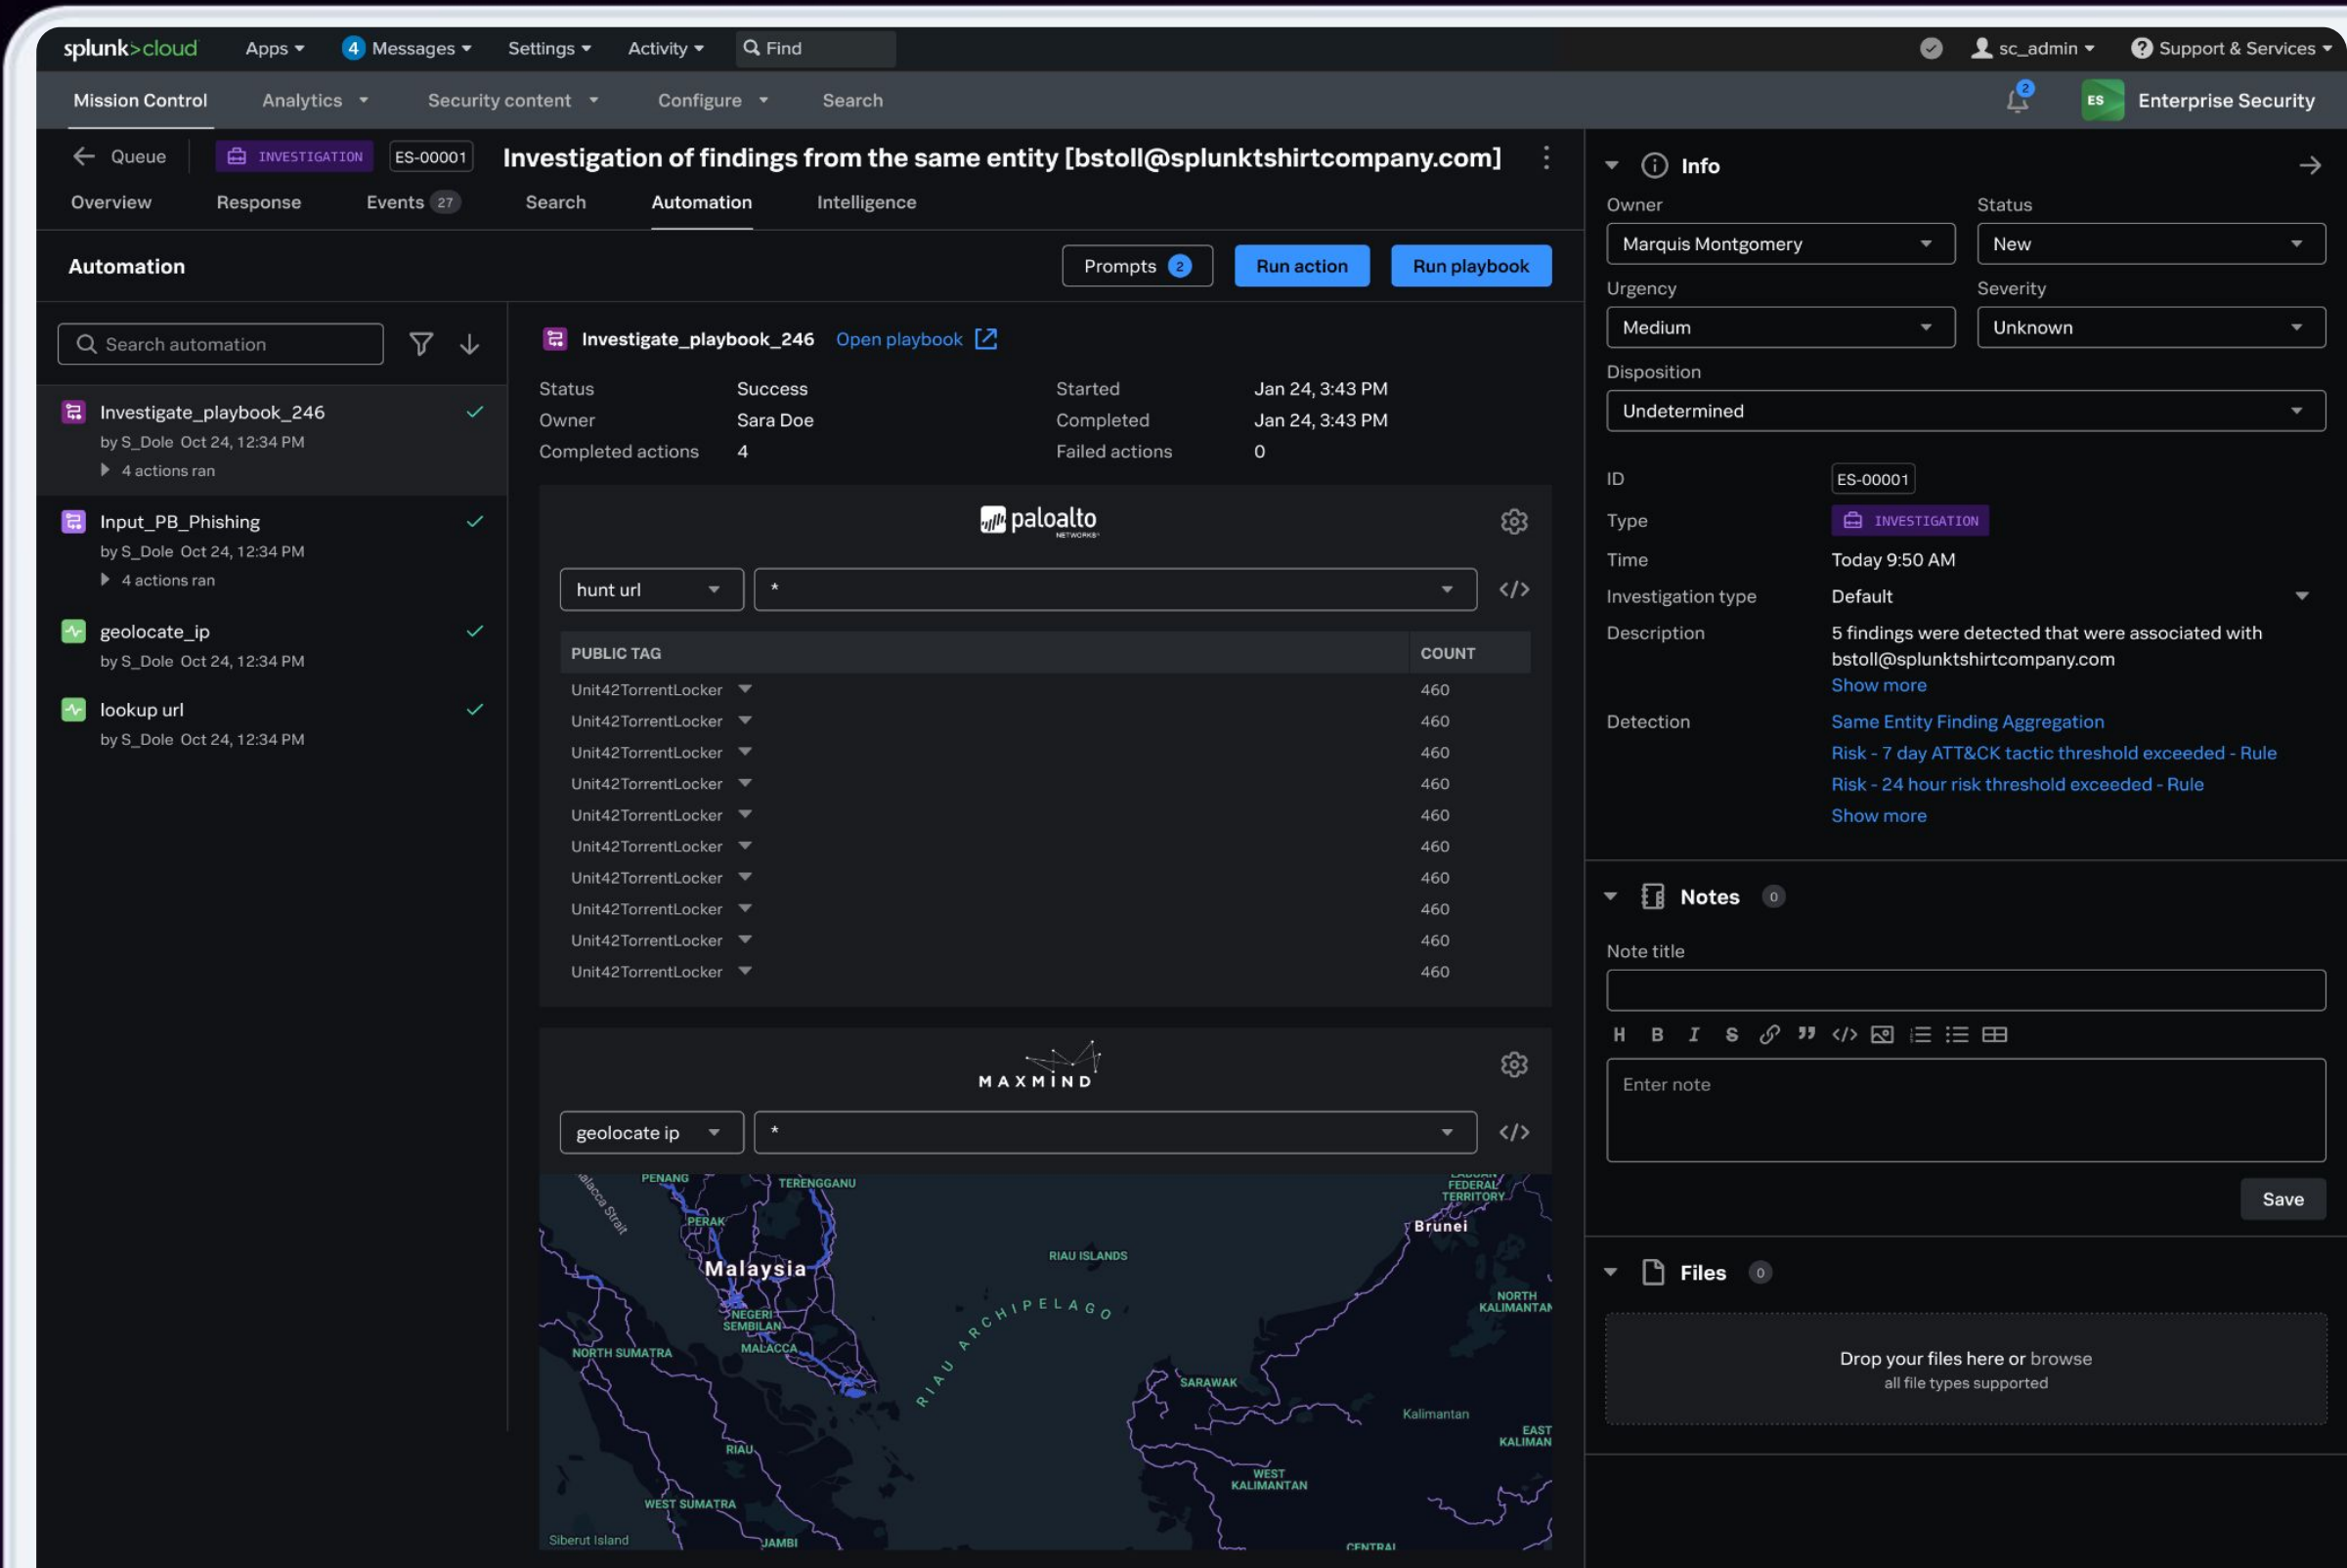 splunk>cloud Apps 4 Messages Settings Activity Find sc_admin Support & Services
Mission Control Analytics Security content Configure Search 2 ES Enterprise Security
Queue INVESTIGATION ES-00001 Investigation of findings from the same entity [bstoll@splunktshirtcompany.com]
Overview Response Events 27 Search Automation Intelligence
Automation Prompts 2 Run action Run playbook
Search automation
Investigate_playbook_246
by S_Dole Oct 24, 12:34 PM
4 actions ran
Input_PB_Phishing
by S_Dole Oct 24, 12:34 PM
4 actions ran
geolocate_ip
by S_Dole Oct 24, 12:34 PM
lookup url
by S_Dole Oct 24, 12:34 PM
Investigate_playbook_246 Open playbook
Status Success Started Jan 24, 3:43 PM
Owner Sara Doe Completed Jan 24, 3:43 PM
Completed actions 4 Failed actions 0
paloalto
NETWORKS
hunt url *
PUBLIC TAG COUNT
Unit42TorrentLocker 460
Unit42TorrentLocker 460
Unit42TorrentLocker 460
Unit42TorrentLocker 460
Unit42TorrentLocker 460
Unit42TorrentLocker 460
Unit42TorrentLocker 460
Unit42TorrentLocker 460
Unit42TorrentLocker 460
Unit42TorrentLocker 460
MAXMIND
geolocate ip *
PENANG
TERENGGANU
alacca Strait
PERAK
Malaysia
NEGERI
SEMBILAN
MALACCA
NORTH SUMATRA
RIAU
WEST SUMATRA
Siberut Island
JAMBI
RIAU ISLANDS
RIAU ARCHIPELAGO
FEDERAL
TERRITORY
Brunei
NORTH
KALIMANTAN
SARAWAK
Kalimantan
EAST
KALIMAN
WEST
KALIMANTAN
CENTRAL
Info
Owner Status
Marquis Montgomery New
Urgency Severity
Medium Unknown
Disposition
Undetermined
ID ES-00001
Type INVESTIGATION
Time Today 9:50 AM
Investigation type Default
Description 5 findings were detected that were associated with
bstoll@splunktshirtcompany.com
Show more
Detection Same Entity Finding Aggregation
Risk - 7 day ATT&CK tactic threshold exceeded - Rule
Risk - 24 hour risk threshold exceeded - Rule
Show more
Notes 0
Note title
H B I S
Enter note
Save
Files 0
Drop your files here or browse
all file types supported